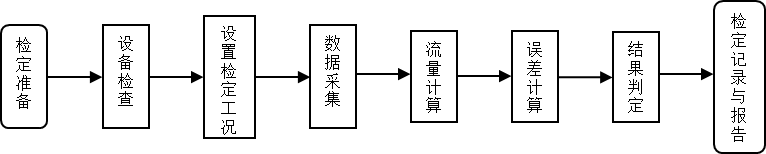 检定准备
设备检查
设置检定工况
数据采集
流量计算
误差计算
结果判定
检定记录与报告